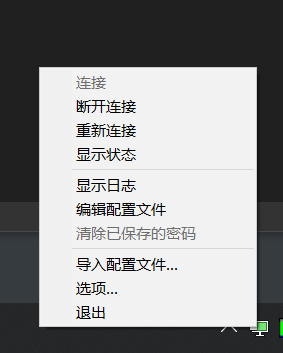 连接
断开连接
重新连接
显示状态
显示日志
编辑配置文件
清除已保存的密码
导入配置文件...
选项...
退出